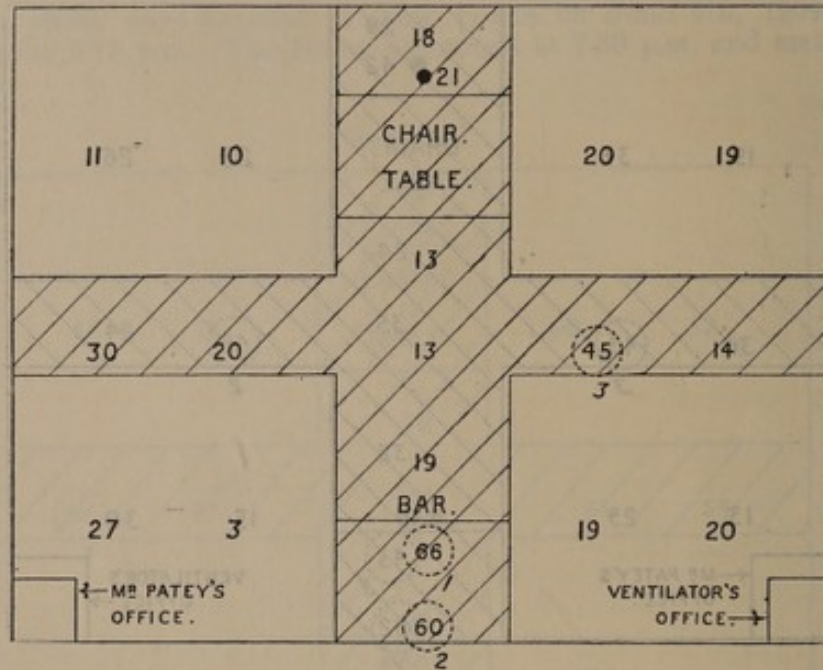 18
21
CHAIR.
TABLE.
11 10
20 19
13
30 20
13
45 14
3
19
BAR.
27 3
19 20
66
1
MR PATEY'S
OFFICE.
VENTILATOR'S
OFFICE.
60
2